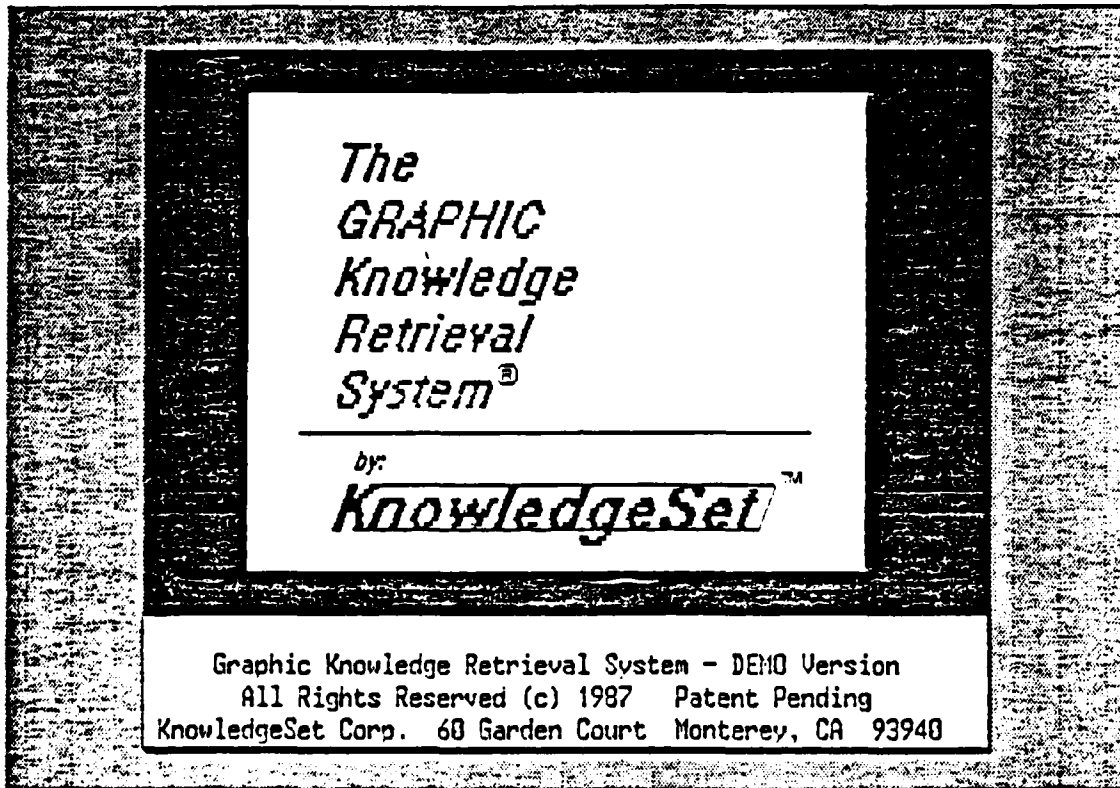 The
GRAPHIC
Knowledge
Retrieval
System®
by:
KnowledgeSet™
Graphic Knowledge Retrieval System - DEMO Version
All Rights Reserved (c) 1987 Patent Pending
KnowledgeSet Corp. 60 Garden Court Monterey, CA 93940